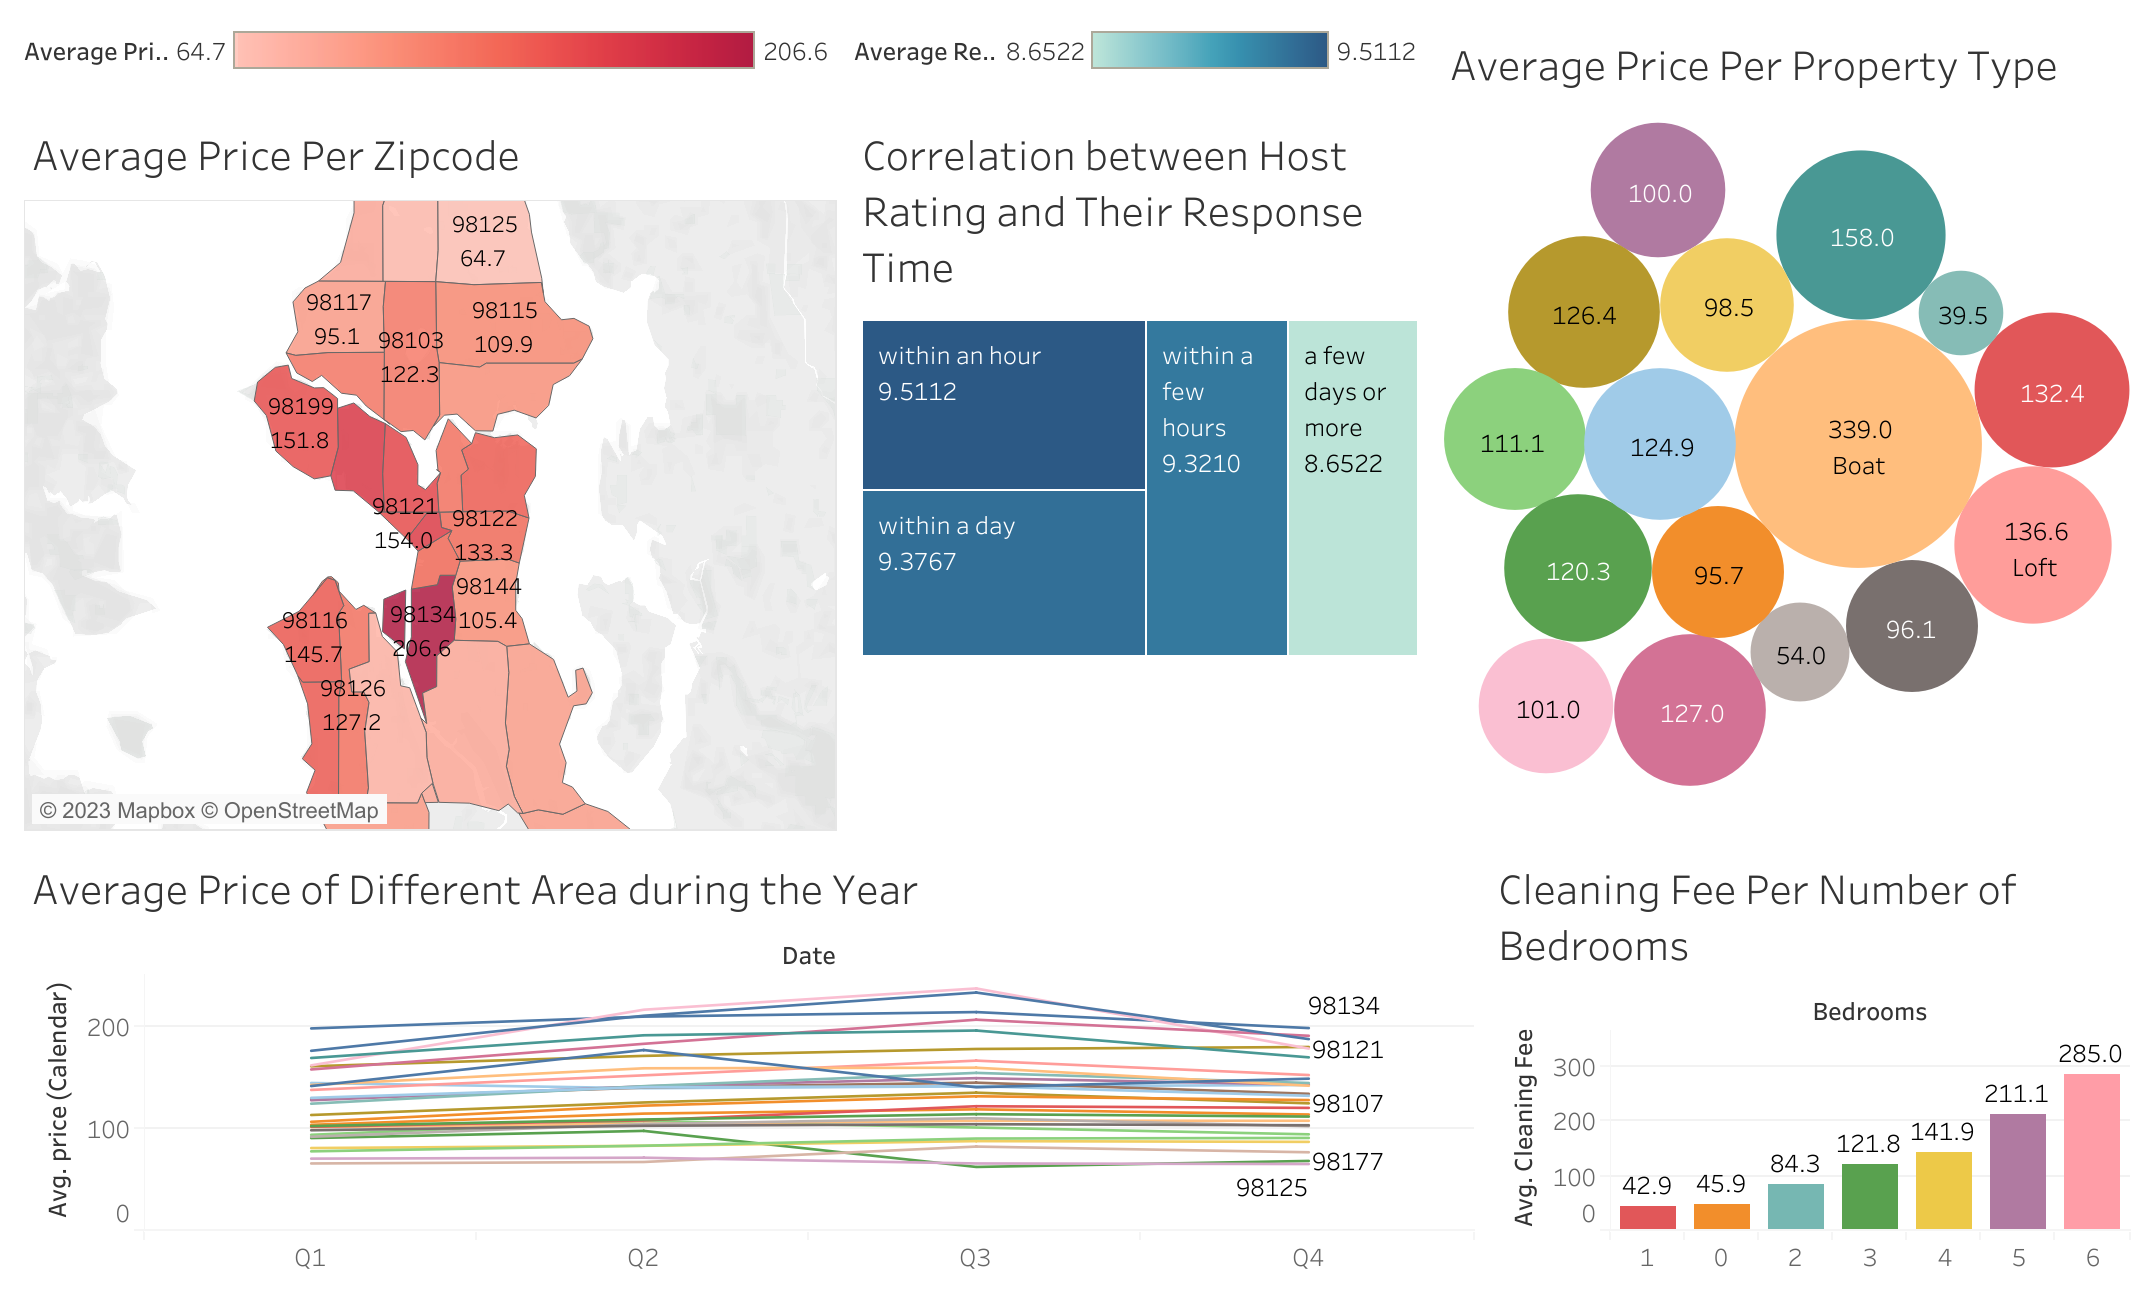 Average Pri.. 64.7 206.6
Average Re.. 8.6522 9.5112
Average Price Per Zipcode
98125
64.7
98117
95.1
98103
122.3
98115
109.9
98199
151.8
98121
154.0
98122
133.3
98144
105.4
98134
206.6
98116
145.7
98126
127.2
© 2023 Mapbox © OpenStreetMap
Correlation between Host
Rating and Their Response
Time
within an hour
9.5112
within a day
9.3767
within a
few
hours
9.3210
a few
days or
more
8.6522
Average Price Per Property Type
100.0
158.0
126.4
98.5
39.5
132.4
111.1
124.9
339.0
Boat
136.6
Loft
120.3
95.7
96.1
54.0
101.0
127.0
Average Price of Different Area during the Year
Date
Avg. price (Calendar)
200
100
0
98134
98121
98107
98177
98125
Q1 Q2 Q3 Q4
Cleaning Fee Per Number of
Bedrooms
Bedrooms
Avg. Cleaning Fee
300
200
100
0
42.9 45.9 84.3 121.8 141.9 211.1 285.0
1 0 2 3 4 5 6